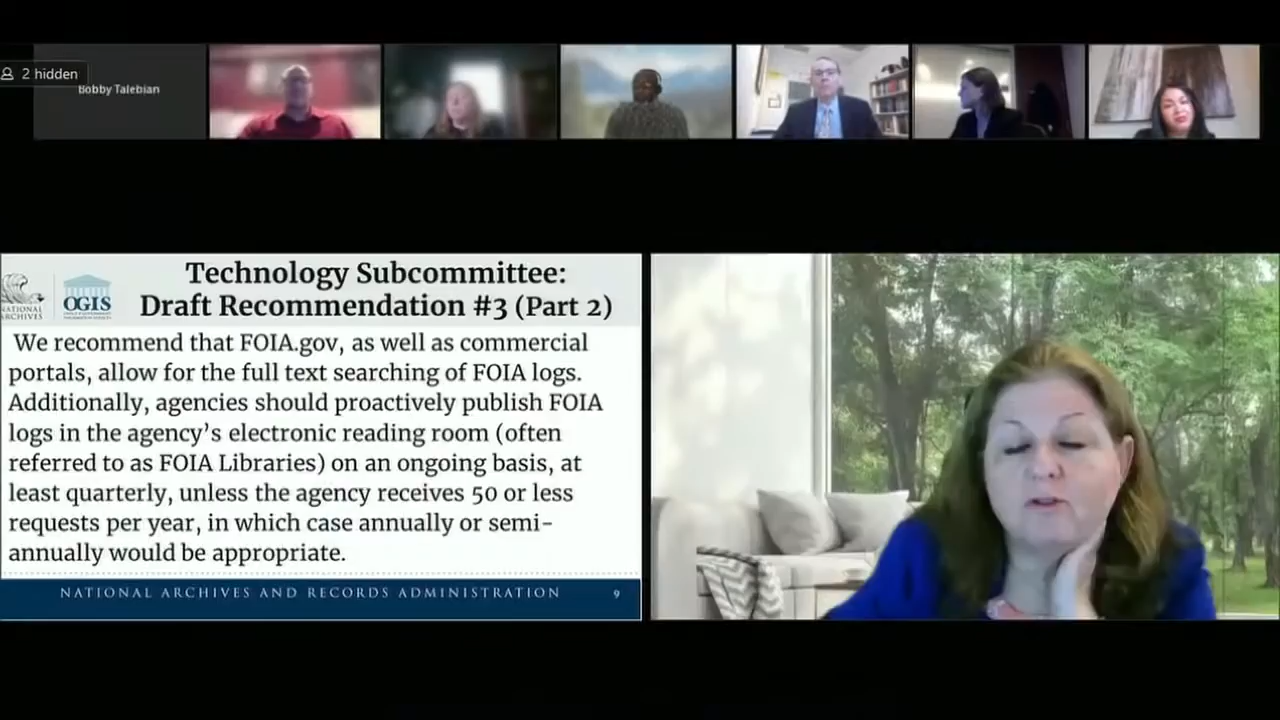 2 hidden
Bobby Talebian
NATIONAL
ARCHIVES
OGIS
Technology Subcommittee:
Draft Recommendation #3 (Part 2)
We recommend that FOIA.gov, as well as commercial
portals, allow for the full text searching of FOIA logs.
Additionally, agencies should proactively publish FOIA
logs in the agency’s electronic reading room (often
referred to as FOIA Libraries) on an ongoing basis, at
least quarterly, unless the agency receives 50 or less
requests per year, in which case annually or semi-
annually would be appropriate.
NATIONAL ARCHIVES AND RECORDS ADMINISTRATION 9